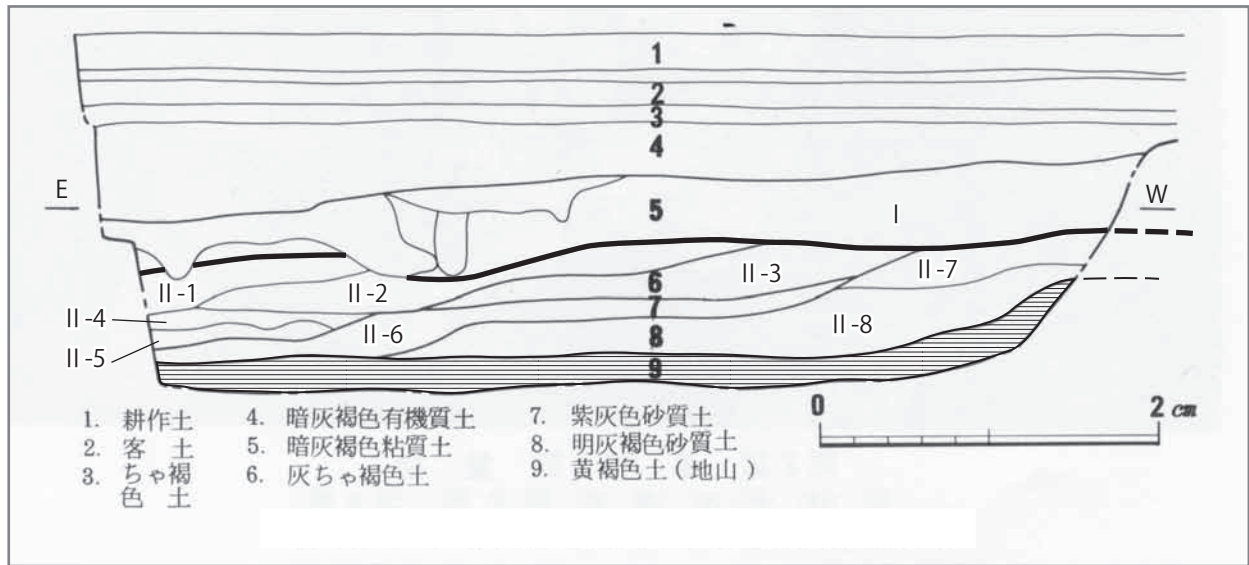 1
2
3
4
E
W
5
I
6
II-3
II-7
II-1
II-2
7
II-4
II-6
8
II-8
II-5
9
0
2 cm
1. 耕作土
2. 客 土
3. ちゃ褐
色 土
4. 暗灰褐色有機質土
5. 暗灰褐色粘質土
6. 灰ちゃ褐色土
7. 紫灰色砂質土
8. 明灰褐色砂質土
9. 黄褐色土(地山)